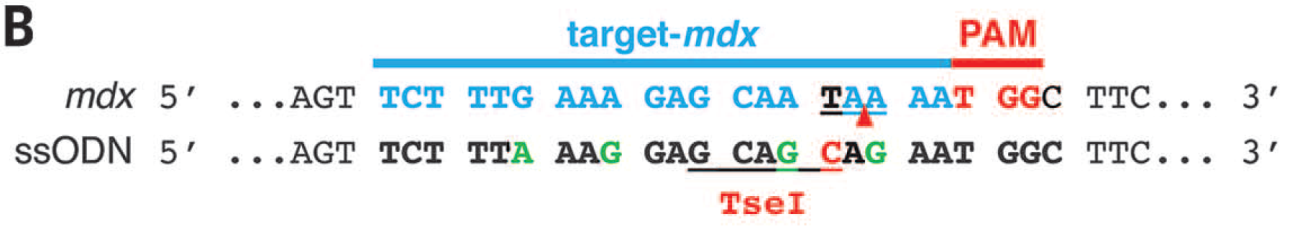 B
target-mdx PAM
mdx 5′ ...AGT TCT TTG AAA GAG CAA TAA AAT GGC TTC... 3′
ssODN 5′ ...AGT TCT TTA AAG GAG CAG CAG AAT GGC TTC... 3′
TseI